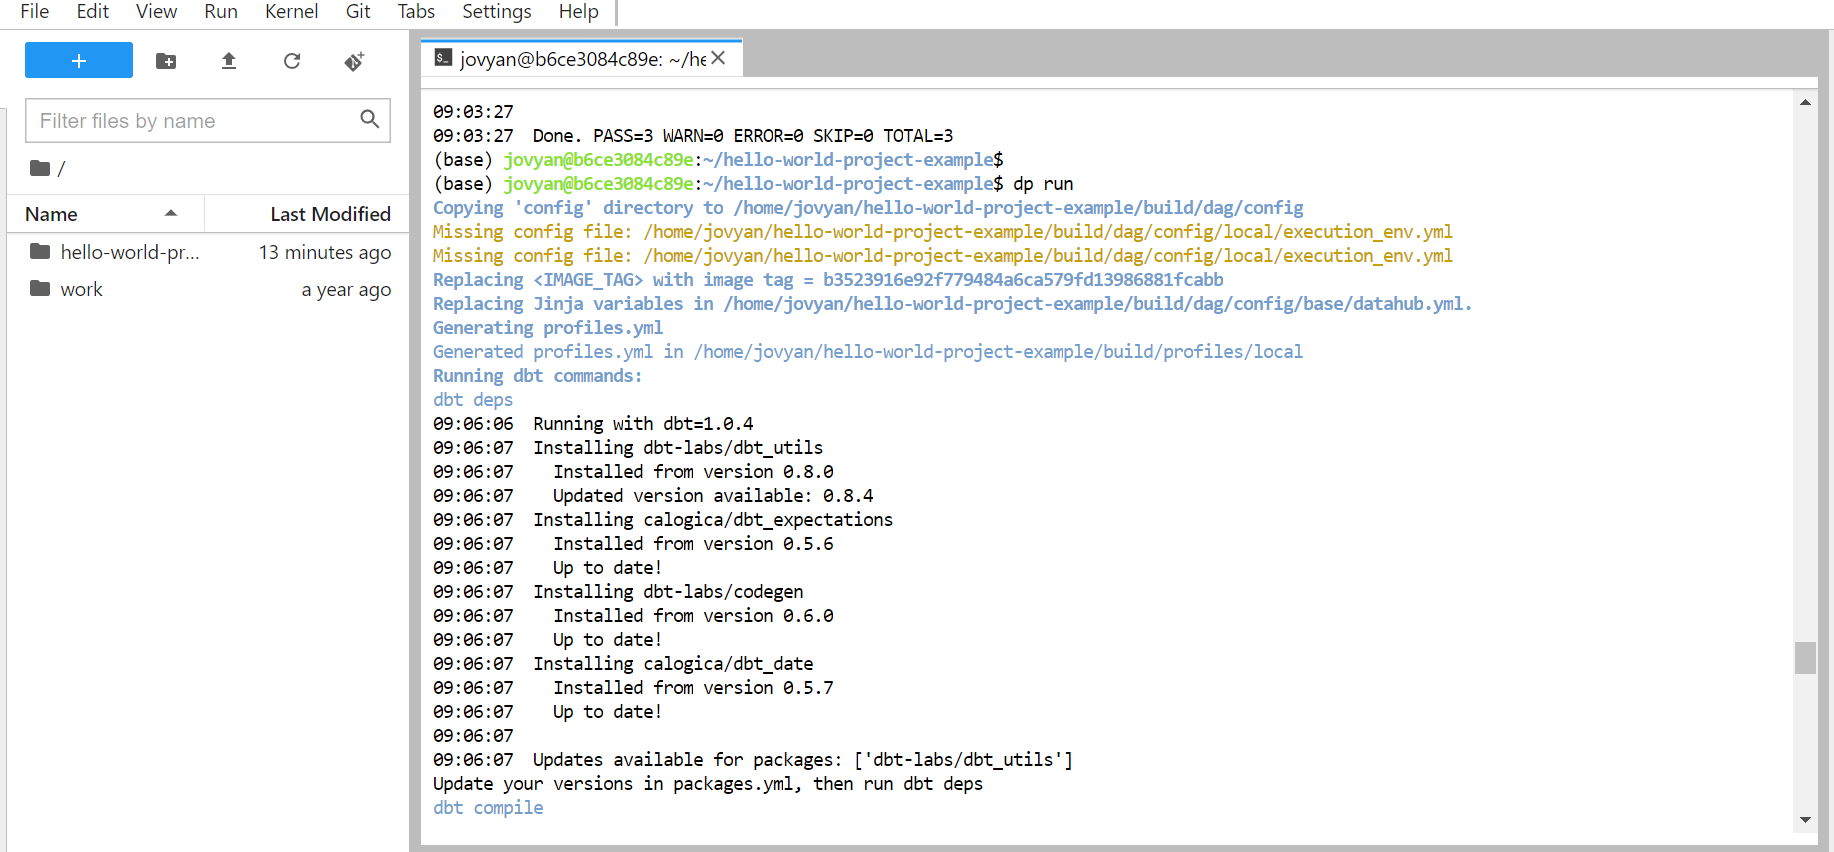 File Edit View Run Kernel Git Tabs Settings Help
+
Filter files by name
/
Name Last Modified
hello-world-pr... 13 minutes ago
work a year ago
$_ jovyan@b6ce3084c89e: ~/he
09:03:27
09:03:27  Done. PASS=3 WARN=0 ERROR=0 SKIP=0 TOTAL=3
(base) jovyan@b6ce3084c89e:~/hello-world-project-example$
(base) jovyan@b6ce3084c89e:~/hello-world-project-example$ dp run
Copying 'config' directory to /home/jovyan/hello-world-project-example/build/dag/config
Missing config file: /home/jovyan/hello-world-project-example/build/dag/config/local/execution_env.yml
Missing config file: /home/jovyan/hello-world-project-example/build/dag/config/local/execution_env.yml
Replacing <IMAGE_TAG> with image tag = b3523916e92f779484a6ca579fd13986881fcabb
Replacing Jinja variables in /home/jovyan/hello-world-project-example/build/dag/config/base/datahub.yml.
Generating profiles.yml
Generated profiles.yml in /home/jovyan/hello-world-project-example/build/profiles/local
Running dbt commands:
dbt deps
09:06:06  Running with dbt=1.0.4
09:06:07  Installing dbt-labs/dbt_utils
09:06:07    Installed from version 0.8.0
09:06:07    Updated version available: 0.8.4
09:06:07  Installing calogica/dbt_expectations
09:06:07    Installed from version 0.5.6
09:06:07    Up to date!
09:06:07  Installing dbt-labs/codegen
09:06:07    Installed from version 0.6.0
09:06:07    Up to date!
09:06:07  Installing calogica/dbt_date
09:06:07    Installed from version 0.5.7
09:06:07    Up to date!
09:06:07
09:06:07  Updates available for packages: ['dbt-labs/dbt_utils']
Update your versions in packages.yml, then run dbt deps
dbt compile